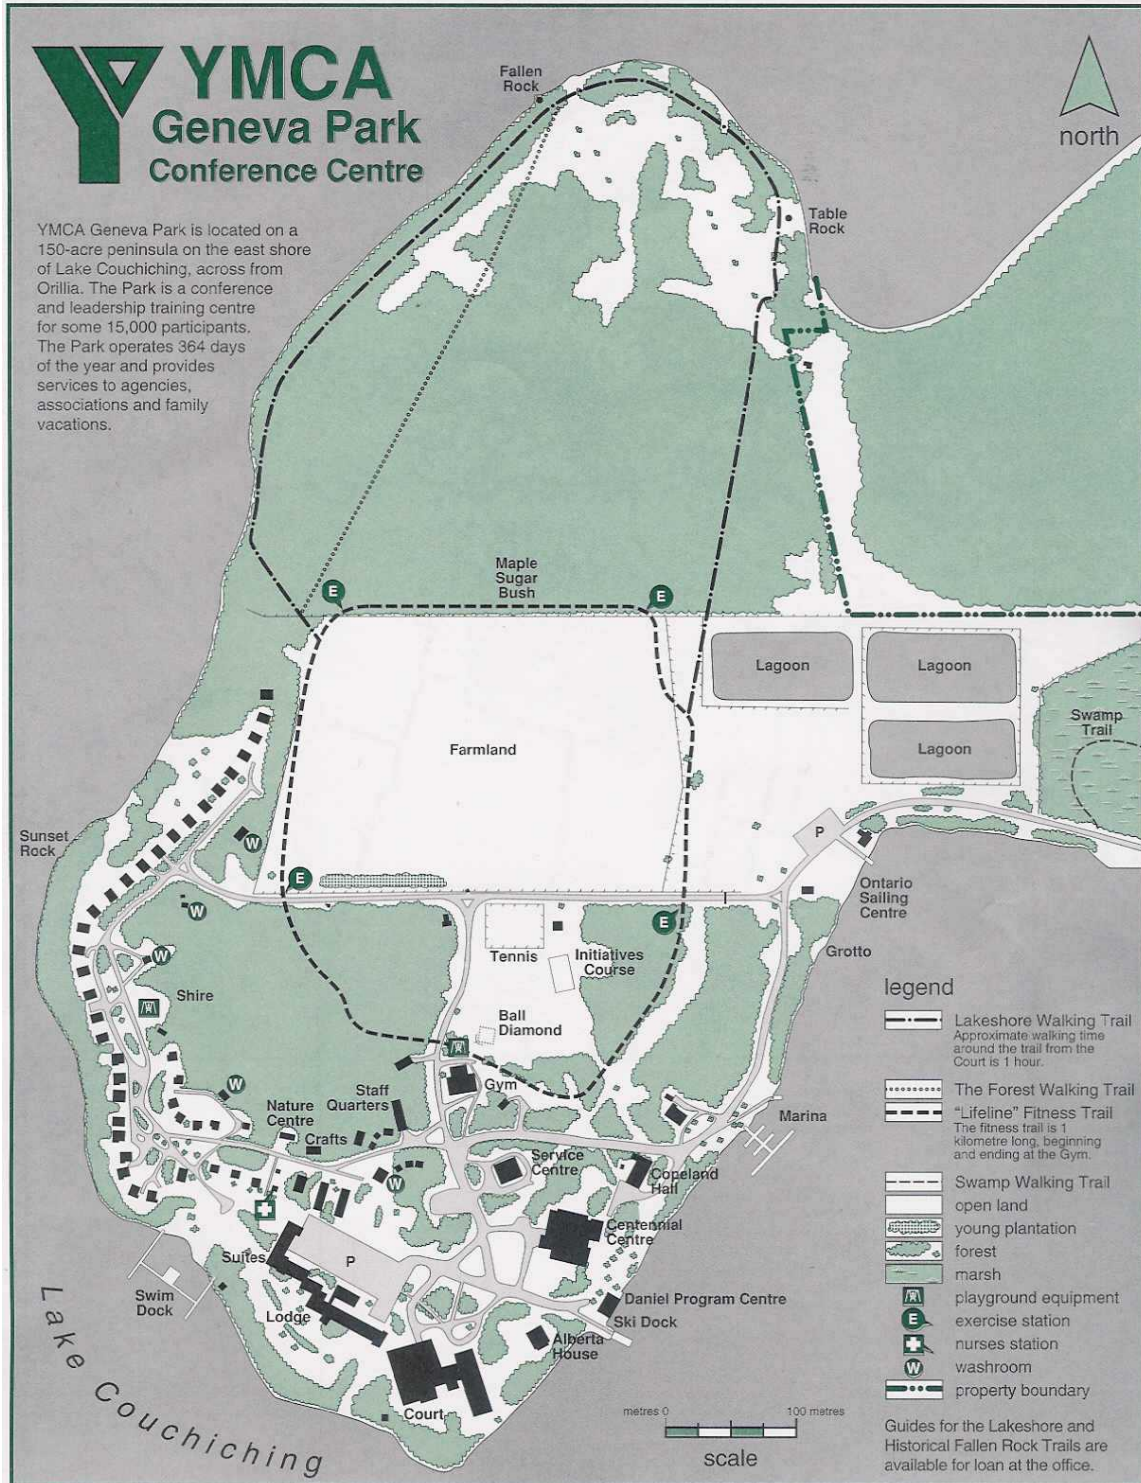 YMCA
Geneva Park
Conference Centre
YMCA Geneva Park is located on a
150-acre peninsula on the east shore
of Lake Couchiching, across from
Orillia. The Park is a conference
and leadership training centre
for some 15,000 participants.
The Park operates 364 days
of the year and provides
services to agencies,
associations and family
vacations.
north
Fallen
Rock
Table
Rock
Maple
Sugar
Bush
E
E
Lagoon
Lagoon
Lagoon
Swamp
Trail
Farmland
Sunset
Rock
W
P
E
W
E
Ontario
Sailing
Centre
Tennis
Initiatives
Course
Grotto
W
Shire
Ball
Diamond
Gym
Staff
Quarters
W
Nature
Centre
Crafts
Marina
Service
Centre
W
Copeland
Hall
Centennial
Centre
Suites
P
Swim
Dock
Lodge
Daniel Program Centre
Ski Dock
Alberta
House
Court
Lake Couchiching
metres 0 100 metres
scale
legend
Lakeshore Walking Trail
Approximate walking time
around the trail from the
Court is 1 hour.
The Forest Walking Trail
"Lifeline" Fitness Trail
The fitness trail is 1
kilometre long, beginning
and ending at the Gym.
Swamp Walking Trail
open land
young plantation
forest
marsh
playground equipment
E exercise station
nurses station
W washroom
property boundary
Guides for the Lakeshore and
Historical Fallen Rock Trails are
available for loan at the office.